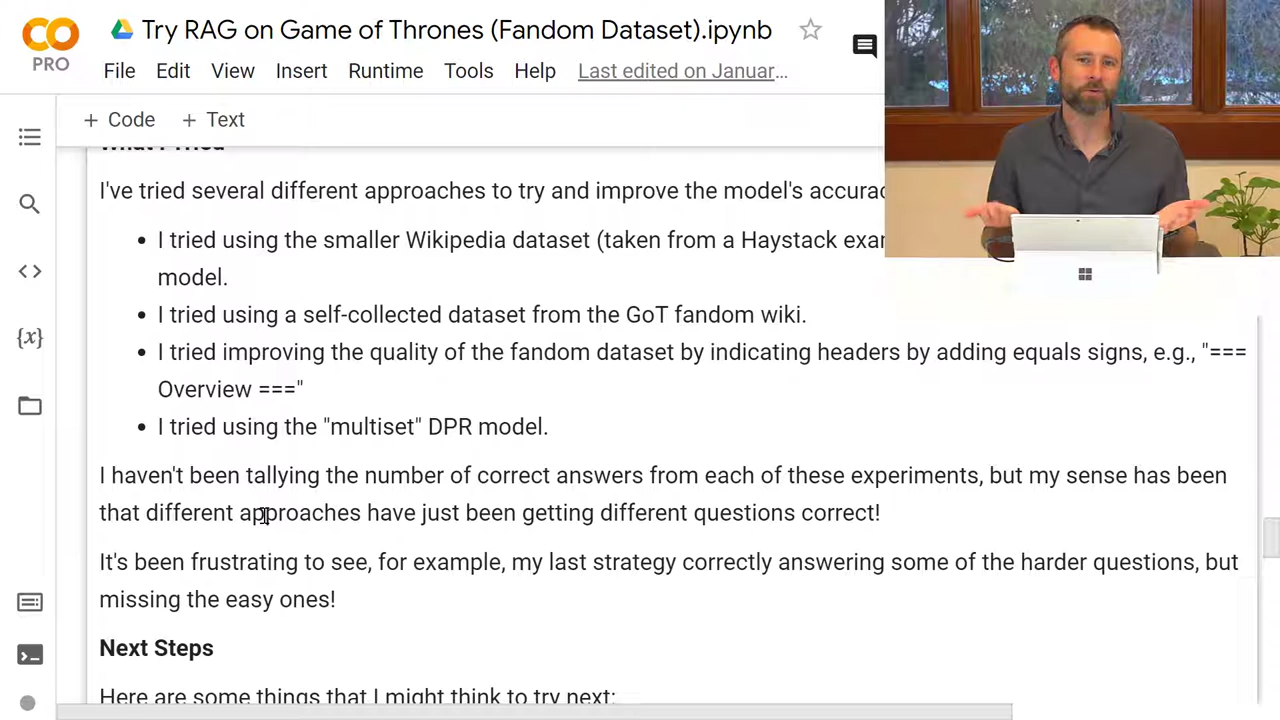 Try RAG on Game of Thrones (Fandom Dataset).ipynb
PRO
File Edit View Insert Runtime Tools Help Last edited on Januar…
+ Code + Text
What I Tried
I've tried several different approaches to try and improve the model's accurac
• I tried using the smaller Wikipedia dataset (taken from a Haystack exar
model.
• I tried using a self-collected dataset from the GoT fandom wiki.
• I tried improving the quality of the fandom dataset by indicating headers by adding equals signs, e.g., "===
Overview ==="
• I tried using the "multiset" DPR model.
I haven't been tallying the number of correct answers from each of these experiments, but my sense has been
that different approaches have just been getting different questions correct!
It's been frustrating to see, for example, my last strategy correctly answering some of the harder questions, but
missing the easy ones!
Next Steps
Here are some things that I might think to try next: